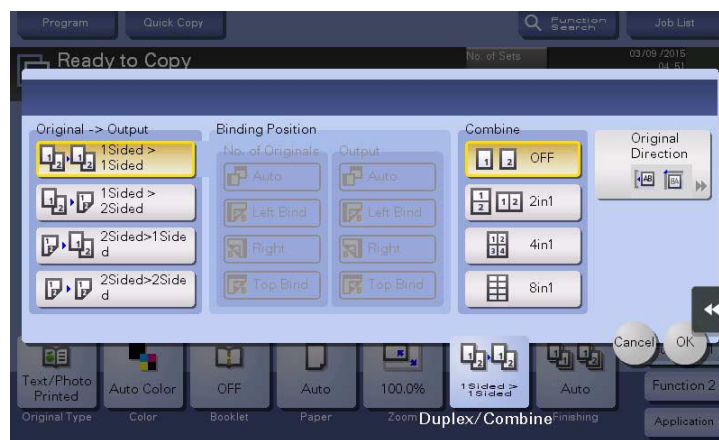 Program
Quick Copy
Function
Search
Job List
Ready to Copy
No. of Sets
03/09/2015
04:51
Original -> Output
1Sided >
1Sided
1Sided >
2Sided
2Sided>1Side
d
2Sided>2Side
d
Binding Position
No. of Originals
Output
Auto
Auto
Left Bind
Left Bind
Right
Right
Top Bind
Top Bind
Combine
OFF
2in1
4in1
8in1
Original
Direction
Cancel
OK
Text/Photo
Printed
Auto Color
OFF
Auto
100.0%
1Sided >
1Sided
Auto
Function 2
Original Type
Color
Booklet
Paper
Zoom
Duplex/Combine
Finishing
Application